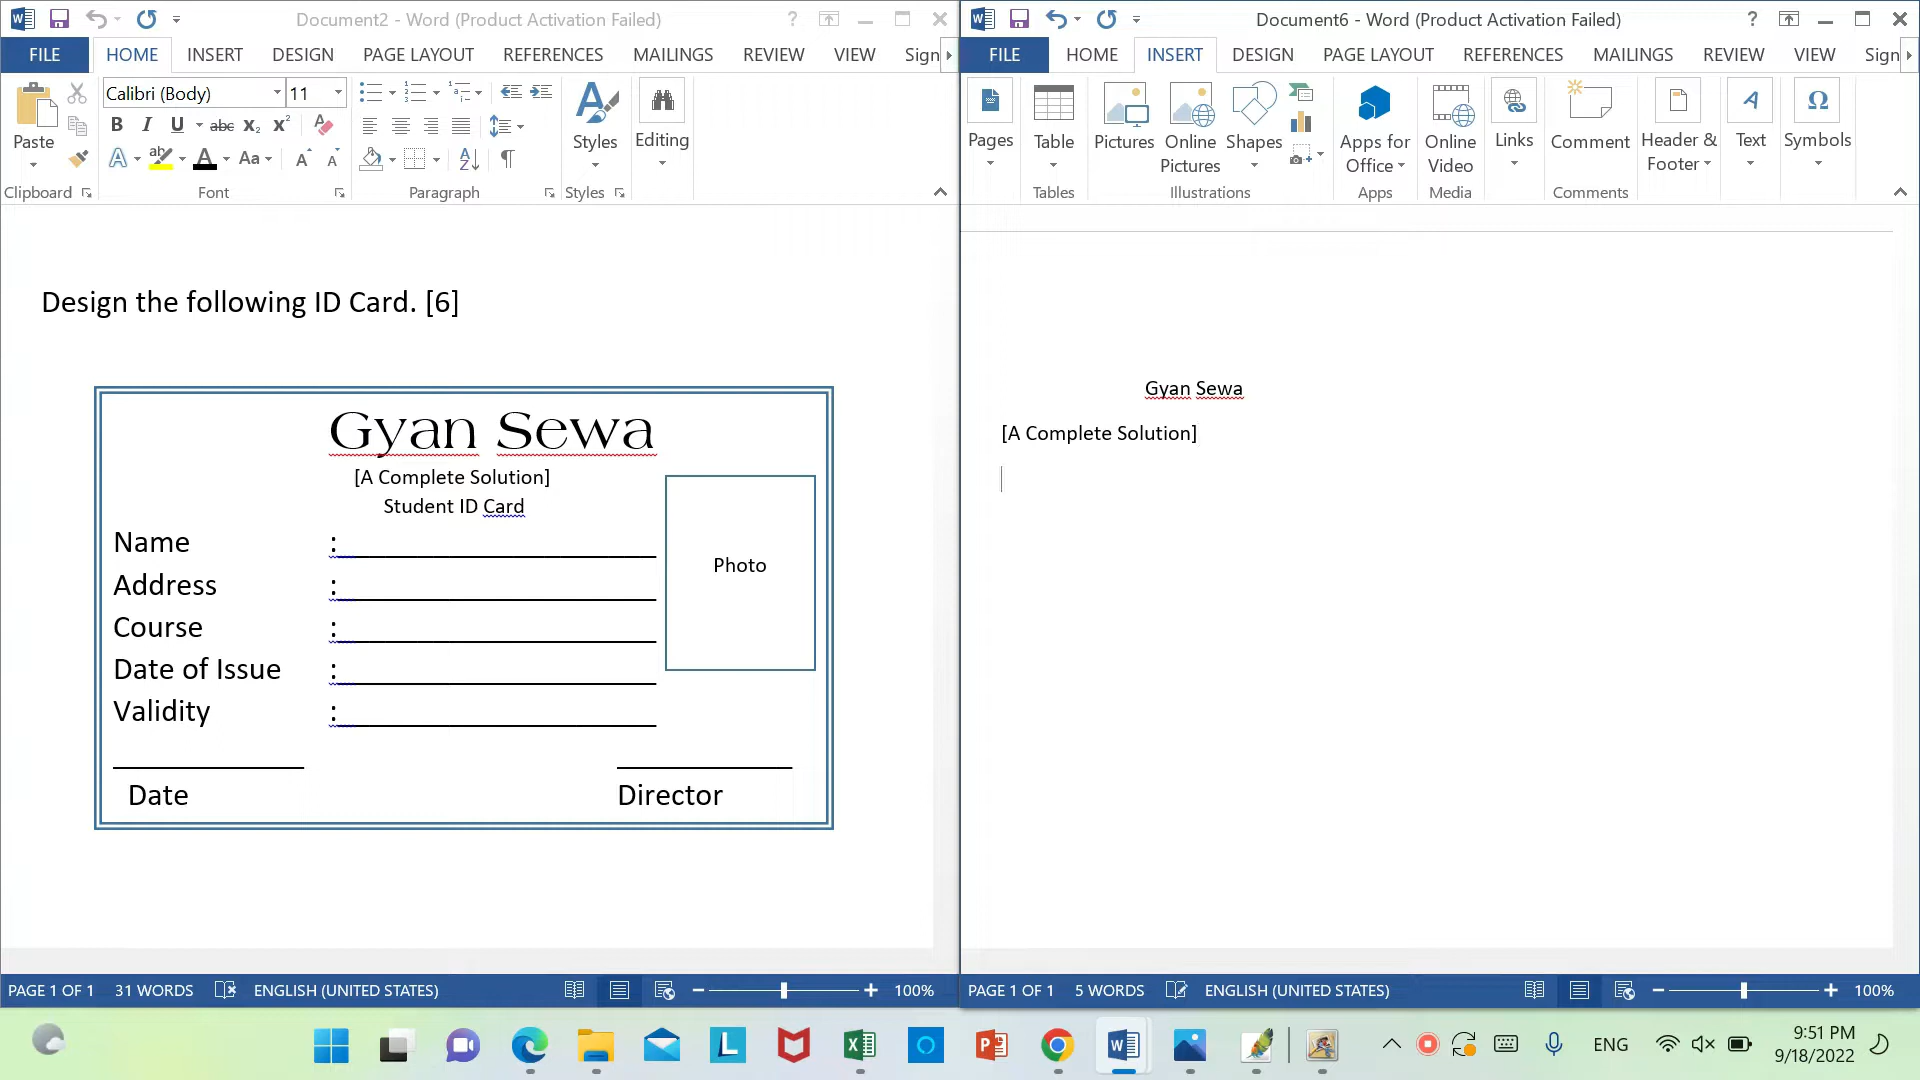 Document2 - Word (Product Activation Failed)
FILE HOME INSERT DESIGN PAGE LAYOUT REFERENCES MAILINGS REVIEW VIEW Sign
Calibri (Body) 11
Paste
Styles
Editing
Clipboard Font Paragraph Styles
Design the following ID Card. [6]
Gyan Sewa
[A Complete Solution]
Student ID Card
Name :
Address :
Course :
Date of Issue :
Validity :
Photo
Date Director
PAGE 1 OF 1 31 WORDS ENGLISH (UNITED STATES) 100%
Document6 - Word (Product Activation Failed)
FILE HOME INSERT DESIGN PAGE LAYOUT REFERENCES MAILINGS REVIEW VIEW Sign
Pages Table Pictures Online Pictures Shapes Apps for Office Online Video Links Comment Header & Footer Text Symbols
Tables Illustrations Apps Media Comments
Gyan Sewa
[A Complete Solution]
PAGE 1 OF 1 5 WORDS ENGLISH (UNITED STATES) 100%
ENG
9:51 PM
9/18/2022